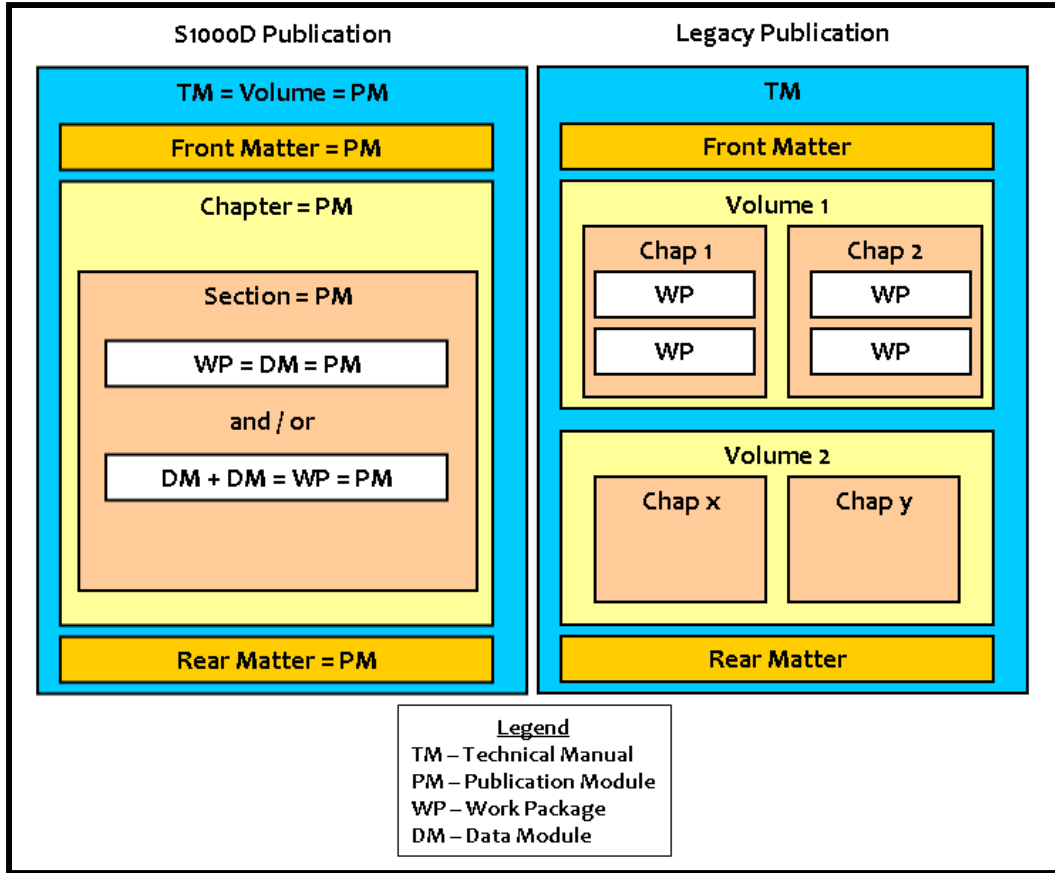 S1000D Publication
TM = Volume = PM
Front Matter = PM
Chapter = PM
Section = PM
WP = DM = PM
and / or
DM + DM = WP = PM
Rear Matter = PM
Legacy Publication
TM
Front Matter
Volume 1
Chap 1
WP
WP
Chap 2
WP
WP
Volume 2
Chap x
Chap y
Rear Matter
Legend
TM – Technical Manual
PM – Publication Module
WP – Work Package
DM – Data Module